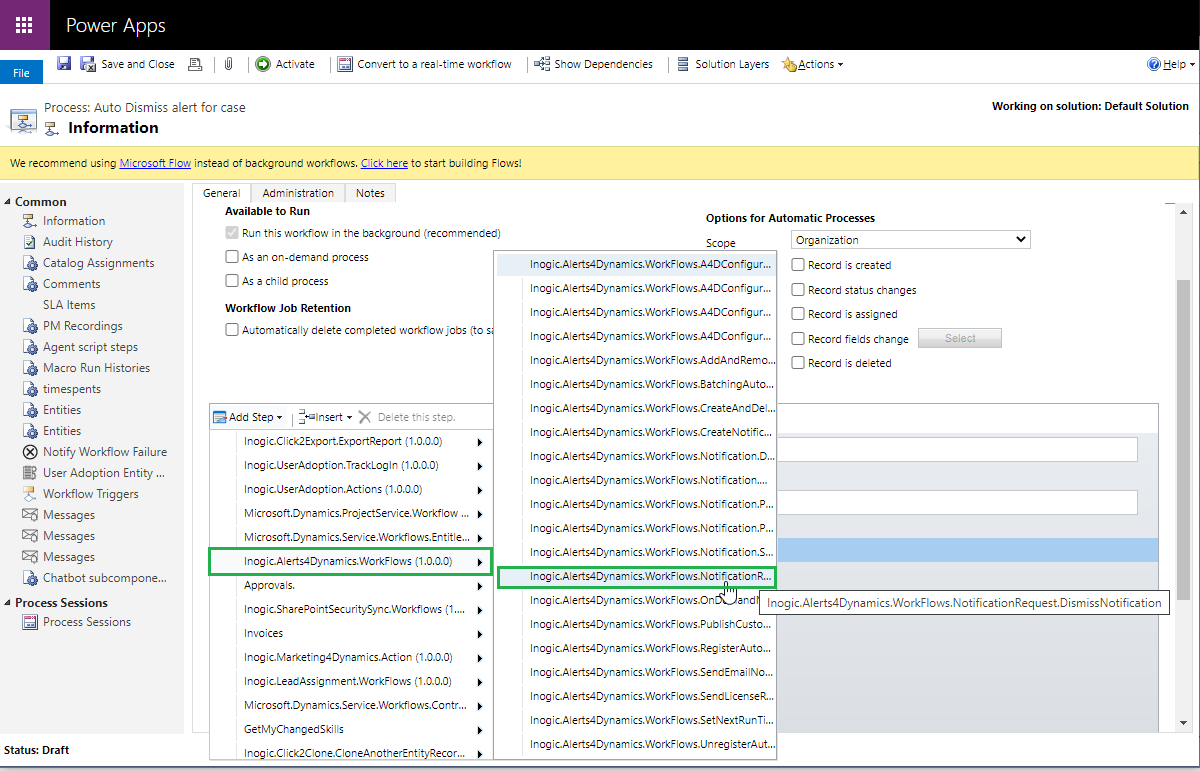 Power Apps
File
Save and Close
Activate
Convert to a real-time workflow
Show Dependencies
Solution Layers
Actions
Help
Process: Auto Dismiss alert for case
Information
Working on solution: Default Solution
We recommend using Microsoft Flow instead of background workflows. Click here to start building Flows!
Common
Information
Audit History
Catalog Assignments
Comments
SLA Items
PM Recordings
Agent script steps
Macro Run Histories
timespents
Entities
Entities
Notify Workflow Failure
User Adoption Entity ...
Workflow Triggers
Messages
Messages
Messages
Chatbot subcompone...
Process Sessions
Process Sessions
General
Administration
Notes
Available to Run
Run this workflow in the background (recommended)
As an on-demand process
As a child process
Workflow Job Retention
Automatically delete completed workflow jobs (to sa
Options for Automatic Processes
Scope
Organization
Record is created
Record status changes
Record is assigned
Record fields change
Select
Record is deleted
Add Step
Insert
Delete this step.
Inogic.Click2Export.ExportReport (1.0.0.0)
Inogic.UserAdoption.TrackLogIn (1.0.0.0)
Inogic.UserAdoption.Actions (1.0.0.0)
Microsoft.Dynamics.ProjectService.Workflow ...
Microsoft.Dynamics.Service.Workflows.Entitle...
Inogic.Alerts4Dynamics.WorkFlows (1.0.0.0)
Approvals.
Inogic.SharePointSecuritySync.Workflows (1....
Invoices
Inogic.Marketing4Dynamics.Action (1.0.0.0)
Inogic.LeadAssignment.WorkFlows (1.0.0.0)
Microsoft.Dynamics.Service.Workflows.Contr...
GetMyChangedSkills
Inogic.Click2Clone.CloneAnotherEntityRecor...
Inogic.Alerts4Dynamics.WorkFlows.A4DConfigur...
Inogic.Alerts4Dynamics.WorkFlows.A4DConfigur...
Inogic.Alerts4Dynamics.WorkFlows.A4DConfigur...
Inogic.Alerts4Dynamics.WorkFlows.A4DConfigur...
Inogic.Alerts4Dynamics.WorkFlows.AddAndRemo...
Inogic.Alerts4Dynamics.WorkFlows.BatchingAuto...
Inogic.Alerts4Dynamics.WorkFlows.CreateAndDel...
Inogic.Alerts4Dynamics.WorkFlows.CreateNotific...
Inogic.Alerts4Dynamics.WorkFlows.Notification.D...
Inogic.Alerts4Dynamics.WorkFlows.Notification....
Inogic.Alerts4Dynamics.WorkFlows.Notification.P...
Inogic.Alerts4Dynamics.WorkFlows.Notification.P...
Inogic.Alerts4Dynamics.WorkFlows.Notification.S...
Inogic.Alerts4Dynamics.WorkFlows.NotificationR...
Inogic.Alerts4Dynamics.WorkFlows.NotificationRequest.DismissNotification
Inogic.Alerts4Dynamics.WorkFlows.PublishCusto...
Inogic.Alerts4Dynamics.WorkFlows.RegisterAuto...
Inogic.Alerts4Dynamics.WorkFlows.SendEmailNo...
Inogic.Alerts4Dynamics.WorkFlows.SendLicenseR...
Inogic.Alerts4Dynamics.WorkFlows.SetNextRunTi...
Inogic.Alerts4Dynamics.WorkFlows.UnregisterAut...
Status: Draft